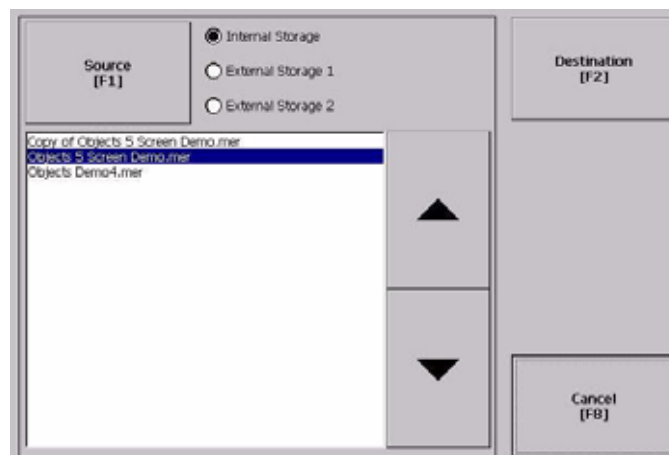 Source
[F1]
Internal Storage
External Storage 1
External Storage 2
Destination
[F2]
Copy of Objects 5 Screen Demo.mer
Objects 5 Screen Demo.mer
Objects Demo4.mer
Cancel
[F8]